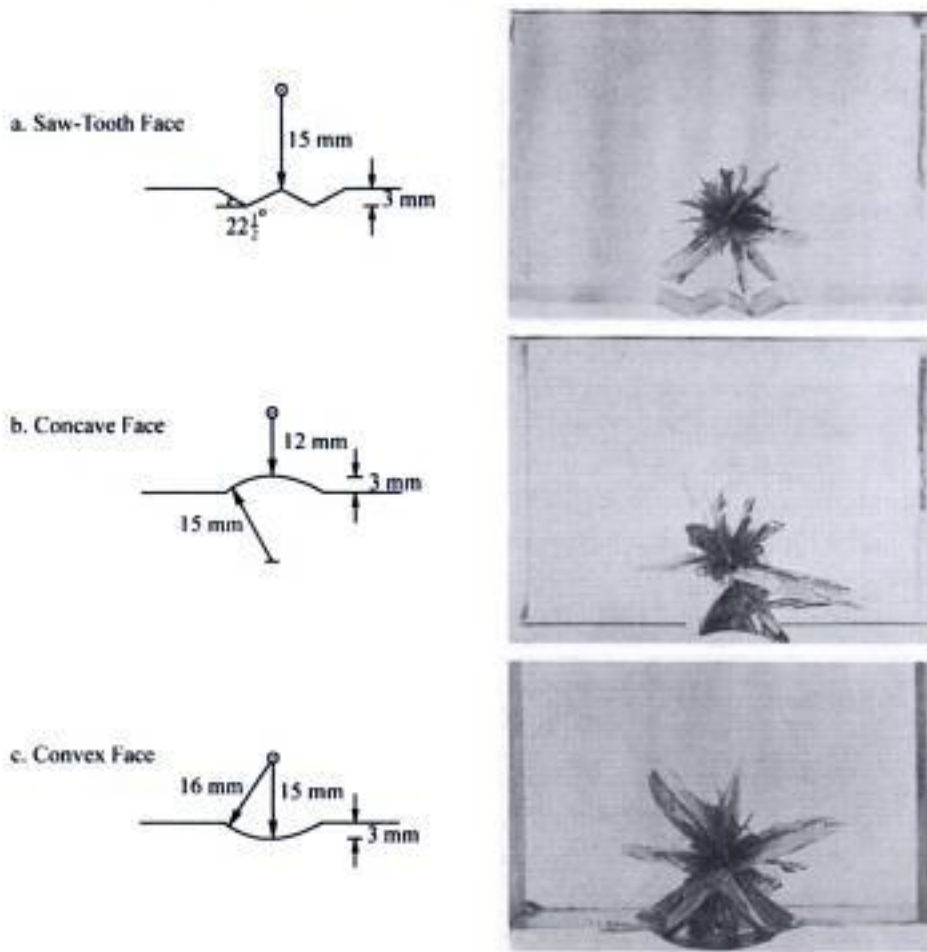 a. Saw-Tooth Face
15 mm
3 mm
22½°
b. Concave Face
12 mm
3 mm
15 mm
c. Convex Face
16 mm
15 mm
3 mm